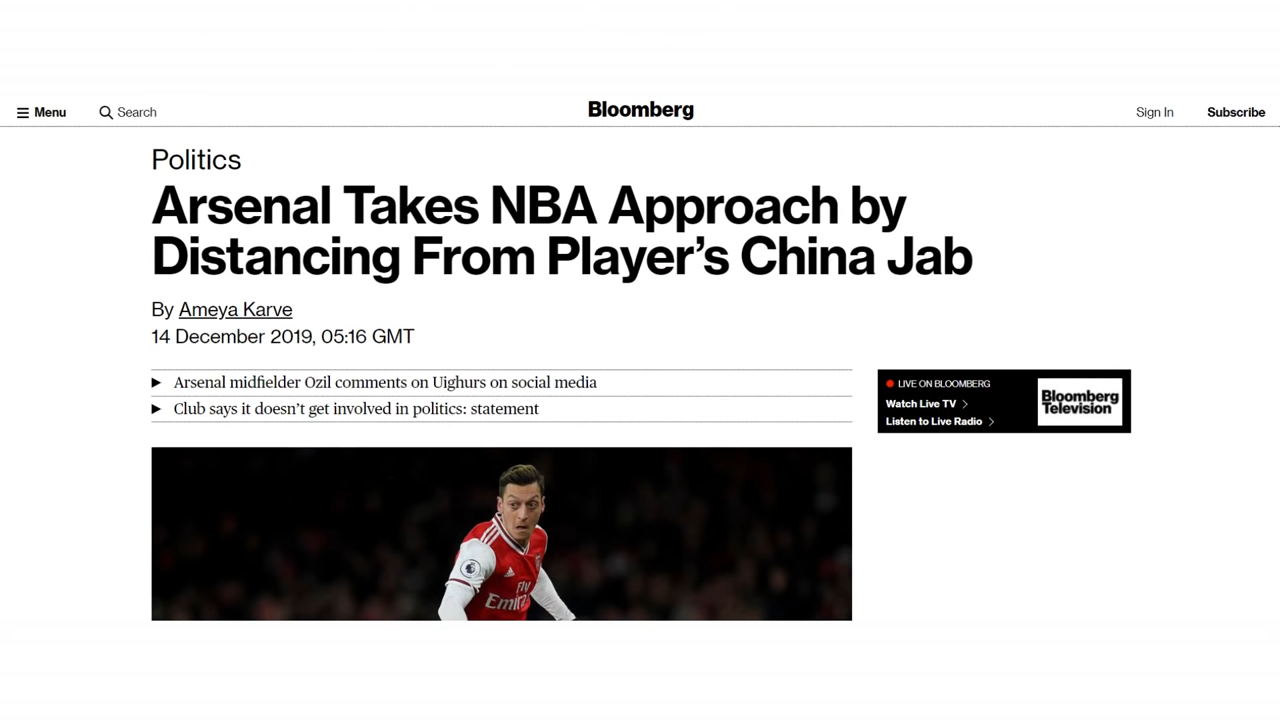 Menu
Search
Bloomberg
Sign In
Subscribe
Politics
Arsenal Takes NBA Approach by
Distancing From Player's China Jab
By Ameya Karve
14 December 2019, 05:16 GMT
Arsenal midfielder Ozil comments on Uighurs on social media
Club says it doesn't get involved in politics: statement
LIVE ON BLOOMBERG
Watch Live TV
Listen to Live Radio
Bloomberg
Television
Fly
Emir